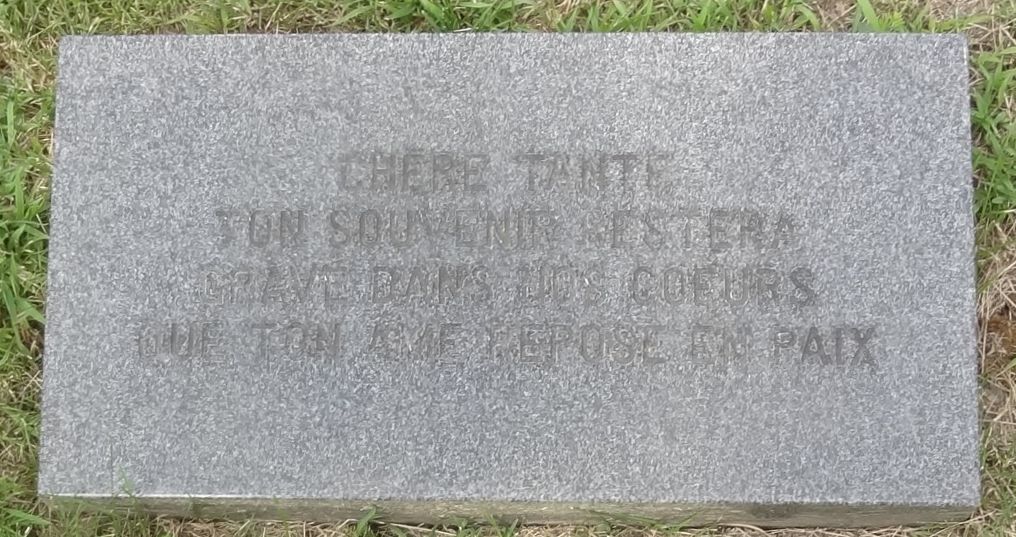 CHERE TANTE
TON SOUVENIR RESTERA
GRAVE DANS NOS COEURS
QUE TON AME REPOSE EN PAIX